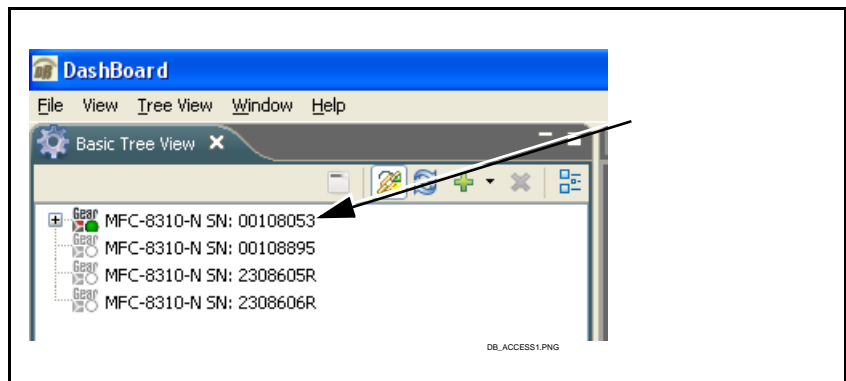 DashBoard
File View Tree View Window Help
Basic Tree View
Gear MFC-8310-N SN: 00108053
Gear MFC-8310-N SN: 00108895
Gear MFC-8310-N SN: 2308605R
Gear MFC-8310-N SN: 2308606R
DB_ACCESS1.PNG